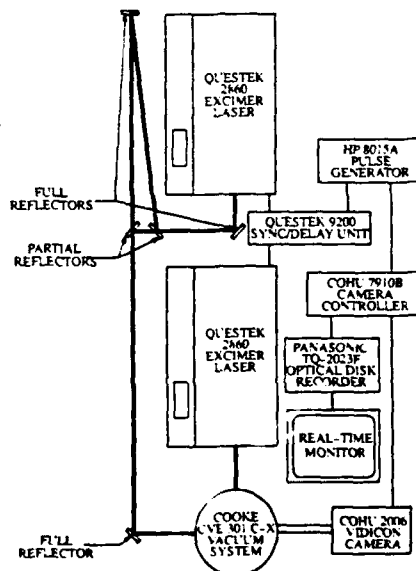 QUESTEK
2860
EXCIMER
LASER
HP 8015A
PULSE
GENERATOR
FULL
REFLECTORS
QUESTEK 9200
SYNC/DELAY UNIT
PARTIAL
REFLECTORS
COHU 7910B
CAMERA
CONTROLLER
QUESTEK
2860
EXCIMER
LASER
PANASONIC
TQ-2023F
OPTICAL DISK
RECORDER
REAL-TIME
MONITOR
COOKE
CVE 301 C-X
VACUUM
SYSTEM
COHU 2006
VIDICON
CAMERA
FULL
REFLECTOR